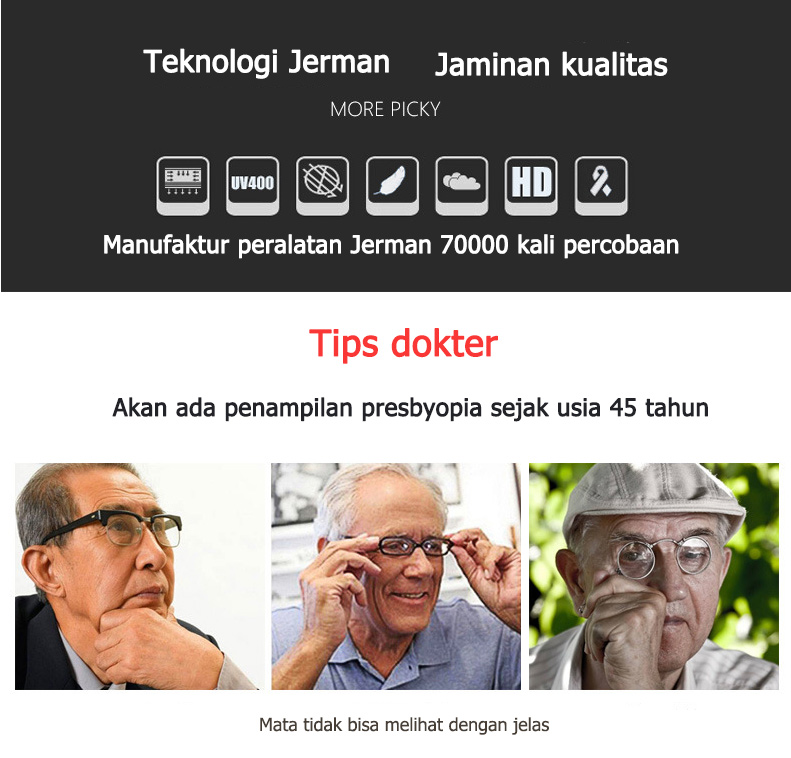 Teknologi Jerman Jaminan kualitas
MORE PICKY
UV400 HD
Manufaktur peralatan Jerman 70000 kali percobaan
Tips dokter
Akan ada penampilan presbyopia sejak usia 45 tahun
Mata tidak bisa melihat dengan jelas